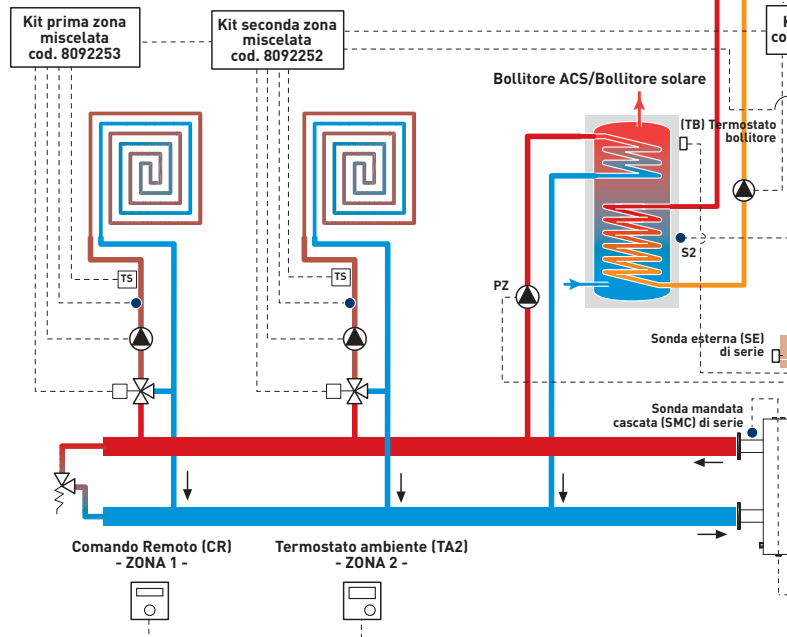 Kit prima zona
miscelata
cod. 8092253
Kit seconda zona
miscelata
cod. 8092252
K
co
Bollitore ACS/Bollitore solare
(TB) Termostato
bollitore
TS
TS
S2
PZ
Sonda esterna (SE)
di serie
Sonda mandata
cascata (SMC) di serie
Comando Remoto (CR)
- ZONA 1 -
Termostato ambiente (TA2)
- ZONA 2 -